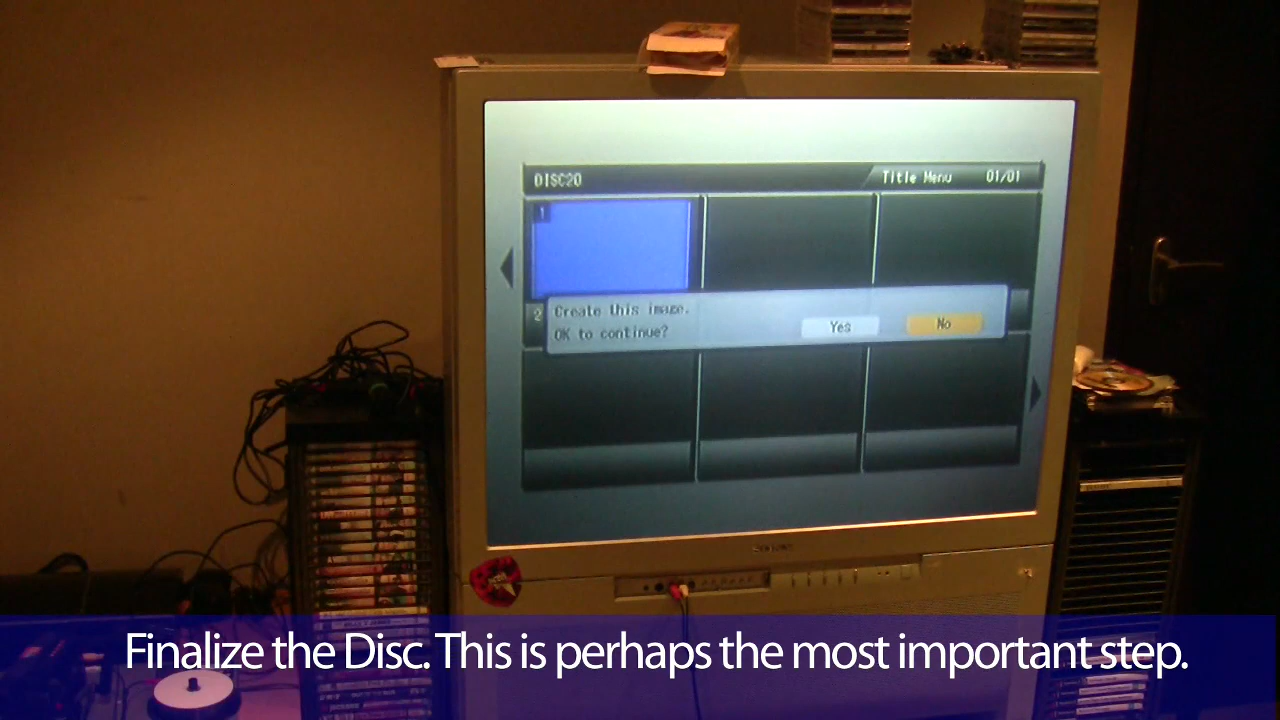 DISC20
Title Menu 01/01
1
2
Create this image.
OK to continue?
Yes
No
SONY
Finalize the Disc. This is perhaps the most important step.